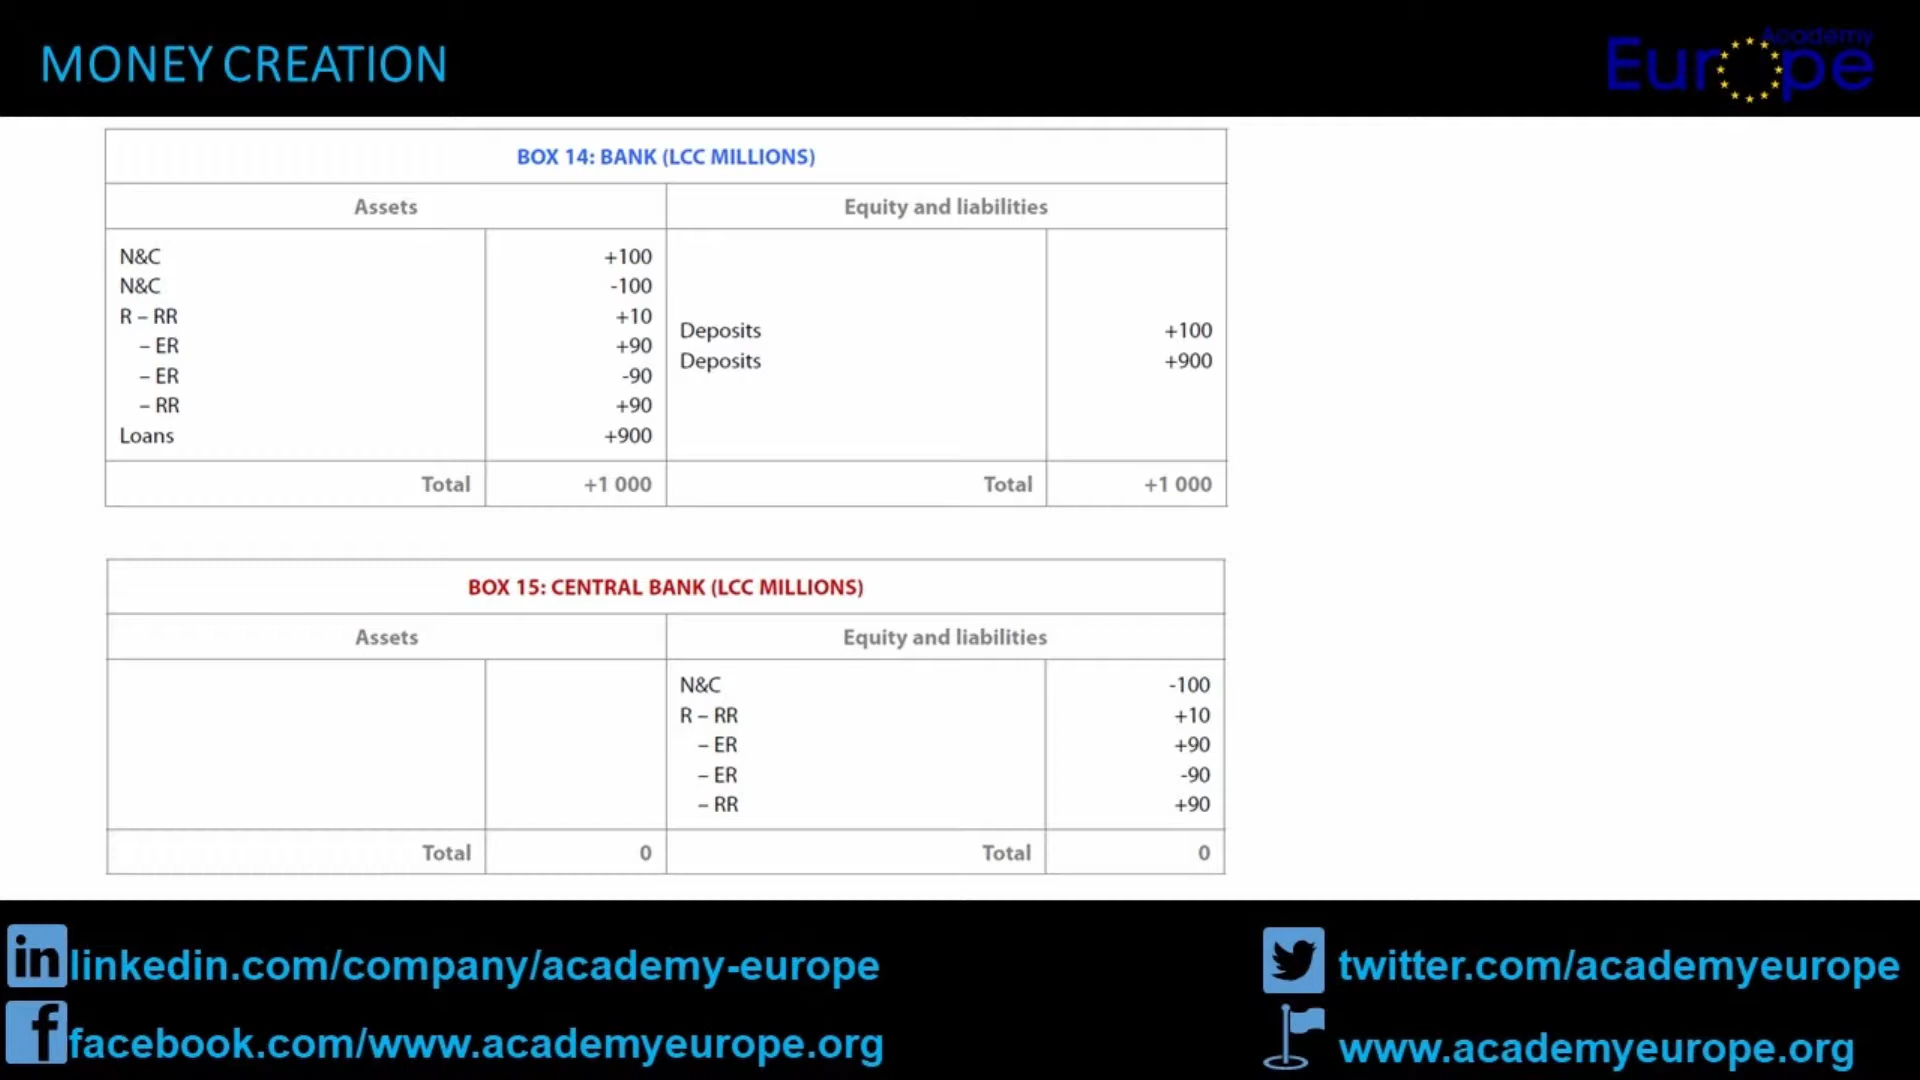 MONEY CREATION
Academy
Europe
BOX 14: BANK (LCC MILLIONS)
Assets Equity and liabilities
N&C +100
N&C -100
R – RR +10
– ER +90
– ER -90
– RR +90
Loans +900
Deposits +100
Deposits +900
Total +1 000 Total +1 000
BOX 15: CENTRAL BANK (LCC MILLIONS)
Assets Equity and liabilities
N&C -100
R – RR +10
– ER +90
– ER -90
– RR +90
Total 0 Total 0
in linkedin.com/company/academy-europe
f facebook.com/www.academyeurope.org
twitter.com/academyeurope
www.academyeurope.org